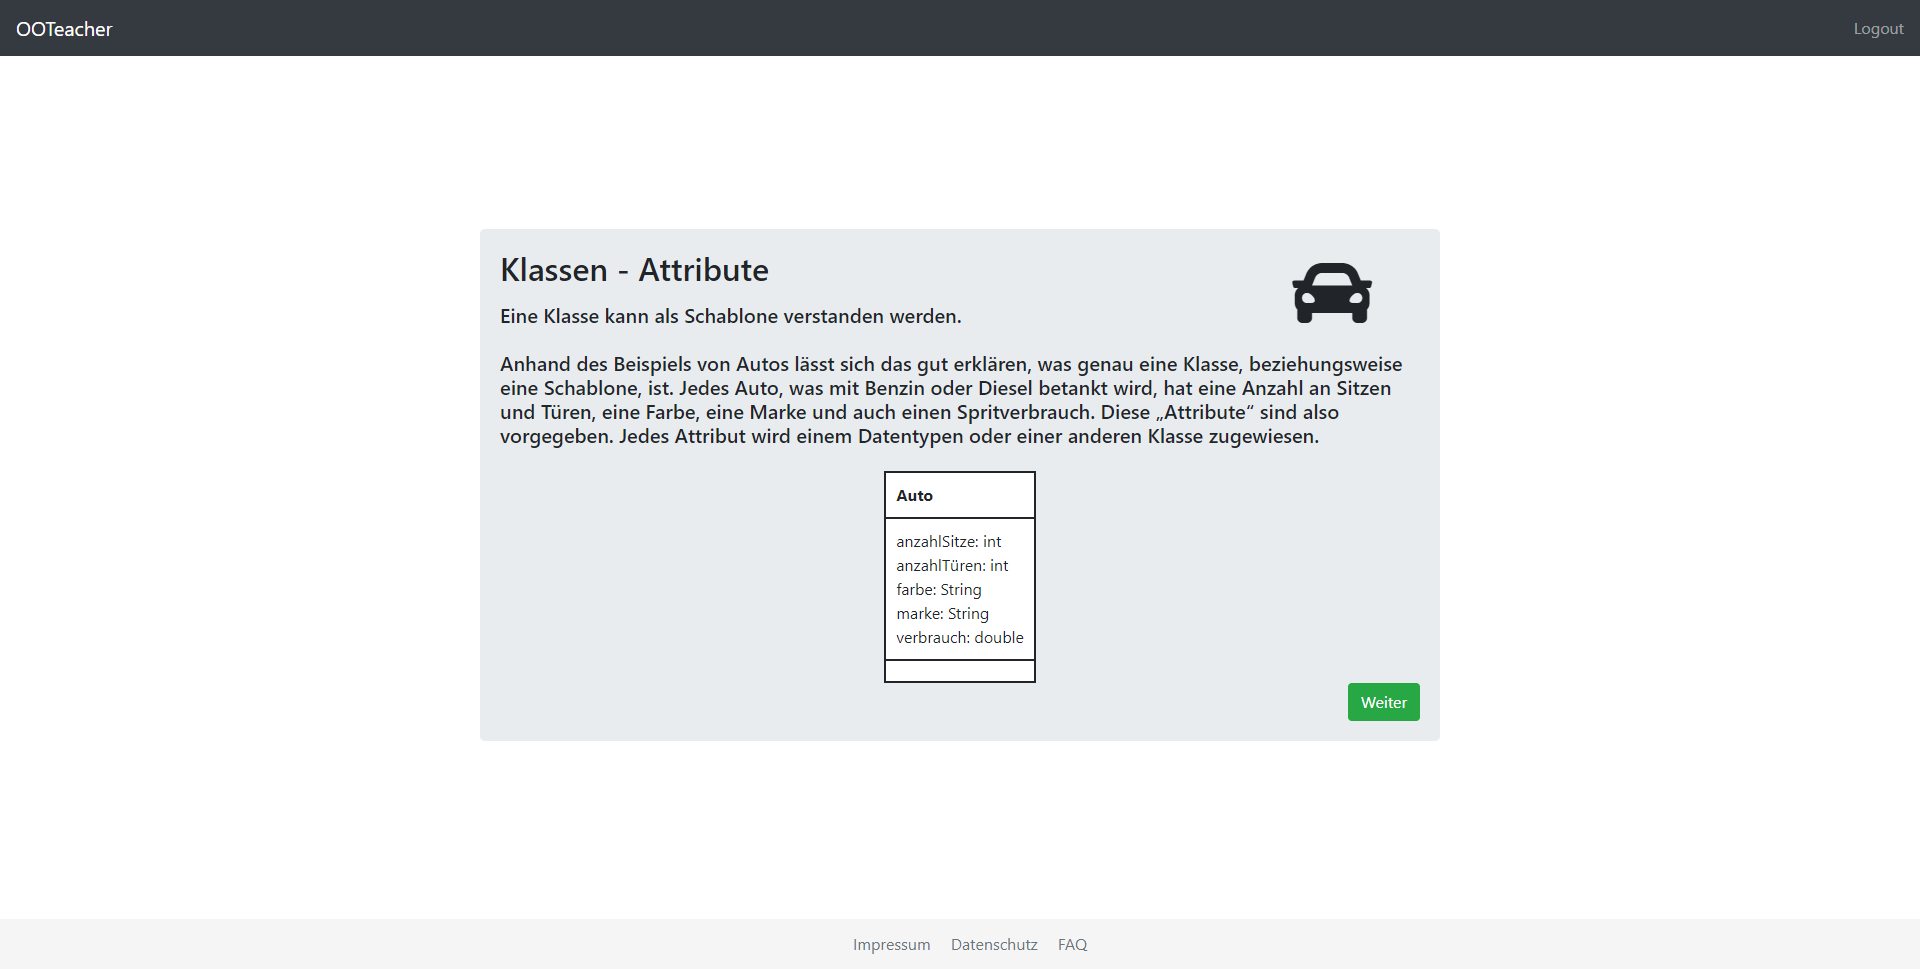 OOTeacher
Logout
Klassen - Attribute
Eine Klasse kann als Schablone verstanden werden.
Anhand des Beispiels von Autos lässt sich das gut erklären, was genau eine Klasse, beziehungsweise
eine Schablone, ist. Jedes Auto, was mit Benzin oder Diesel betankt wird, hat eine Anzahl an Sitzen
und Türen, eine Farbe, eine Marke und auch einen Spritverbrauch. Diese „Attribute“ sind also
vorgegeben. Jedes Attribut wird einem Datentypen oder einer anderen Klasse zugewiesen.
Auto
anzahlSitze: int
anzahlTüren: int
farbe: String
marke: String
verbrauch: double
Weiter
Impressum Datenschutz FAQ